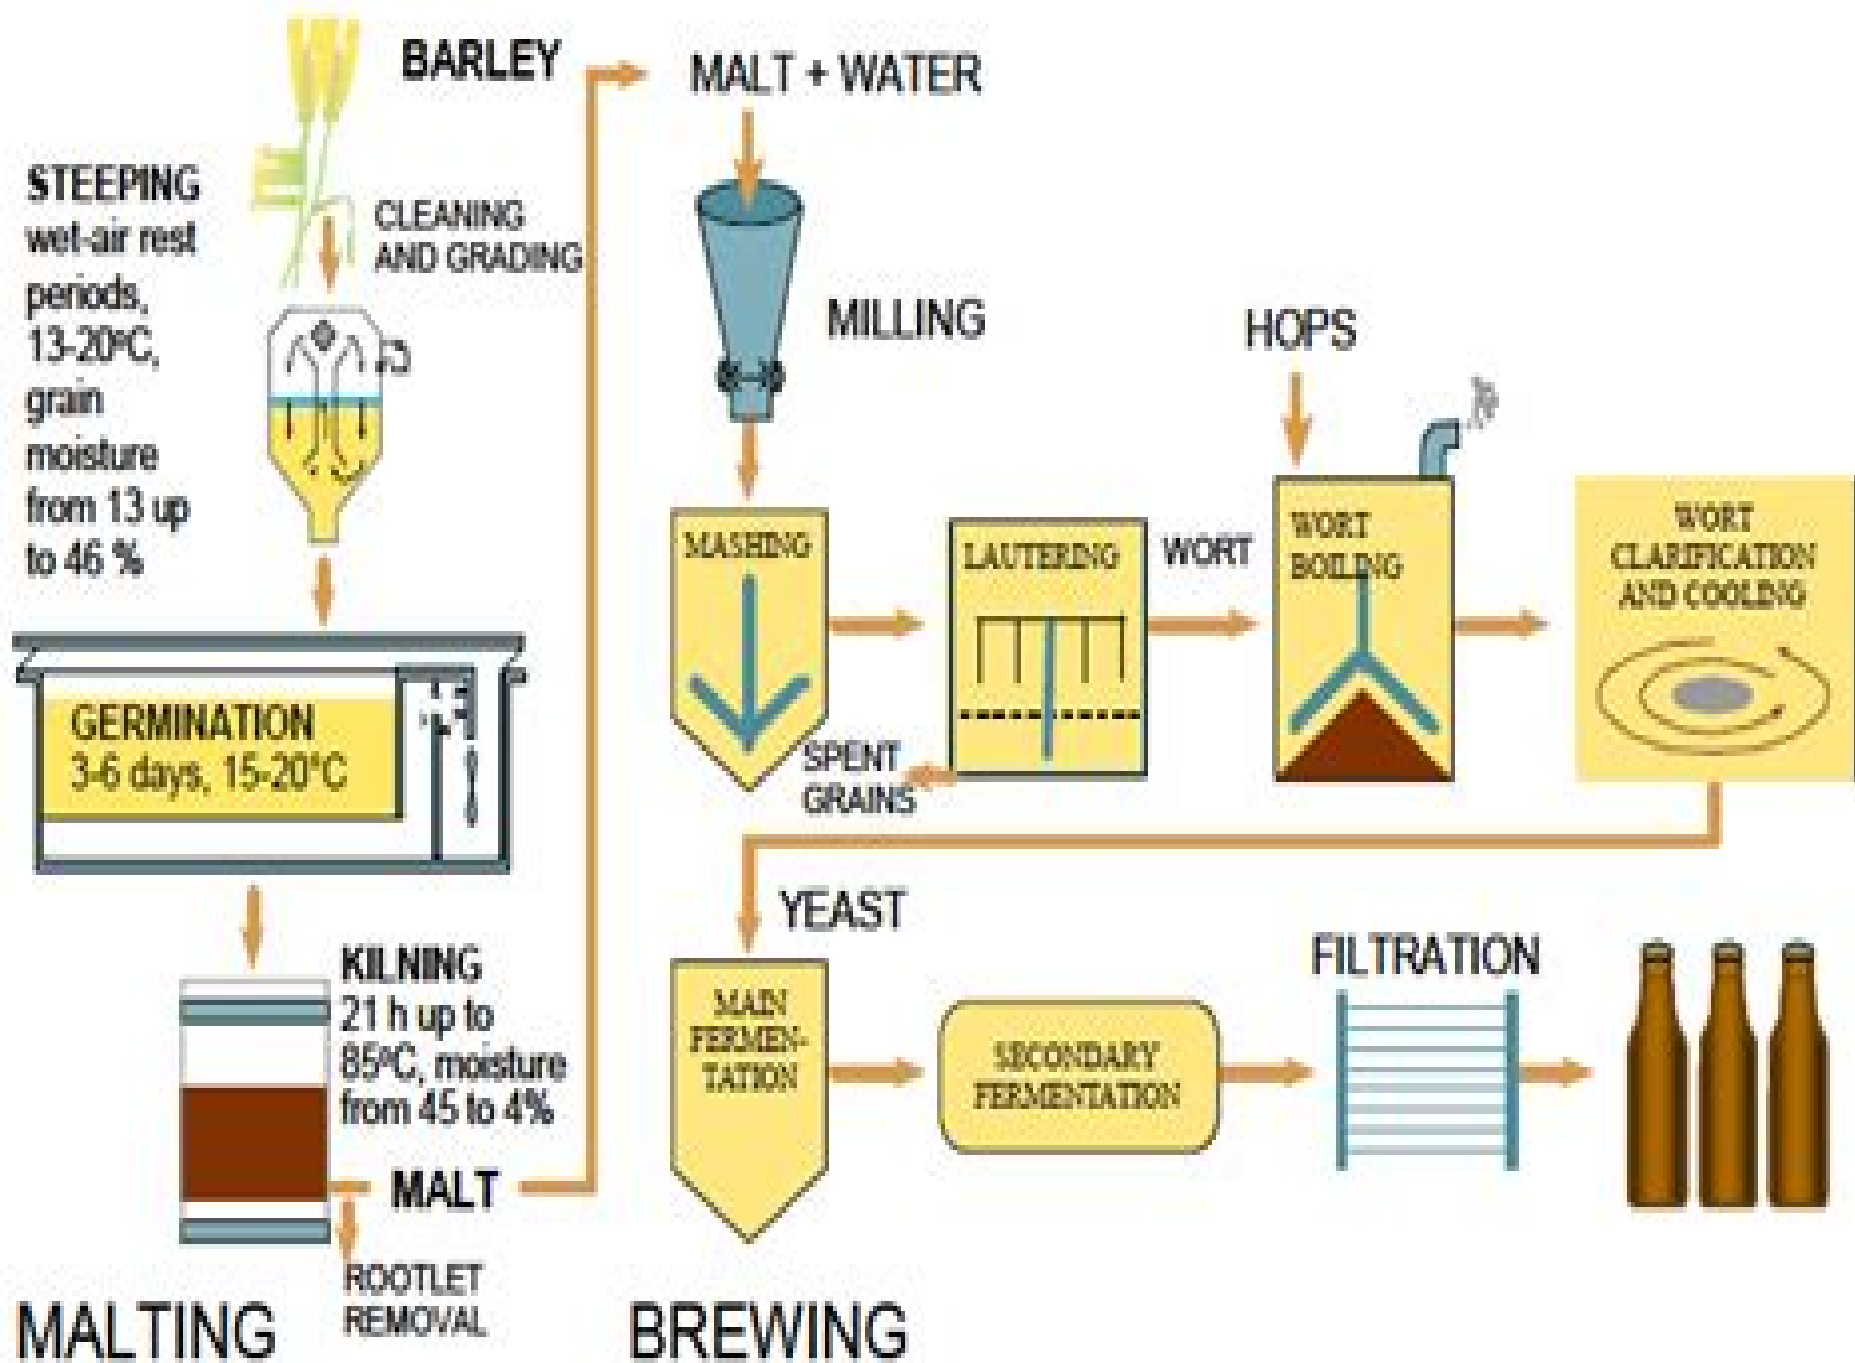 BARLEY
STEEPING
wet-air rest
periods,
13-20ºC,
grain
moisture
from 13 up
to 46 %
CLEANING
AND GRADING
GERMINATION
3-6 days, 15-20°C
KILNING
21 h up to
85ºC, moisture
from 45 to 4%
MALT
ROOTLET
REMOVAL
MALTING
MALT + WATER
MILLING
MASHING
LAUTERING
SPENT
GRAINS
WORT
HOPS
WORT
BOILING
WORT
CLARIFICATION
AND COOLING
YEAST
MAIN
FERMEN-
TATION
SECONDARY
FERMENTATION
FILTRATION
BREWING